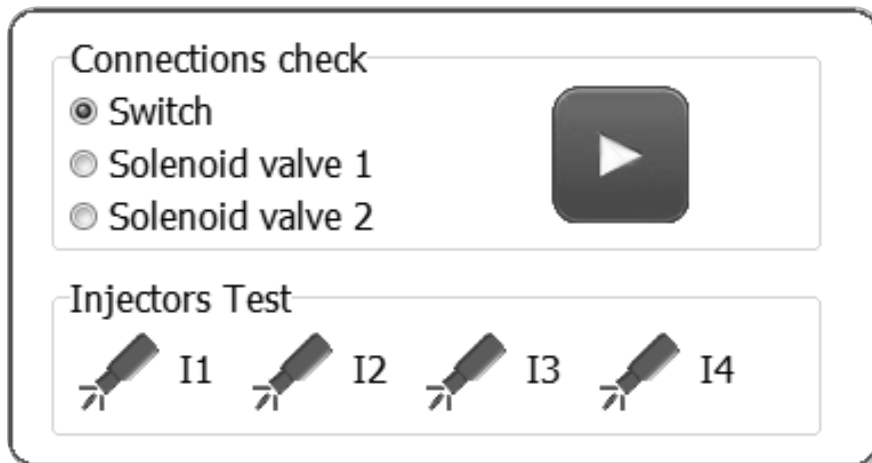 Connections check
Switch
Solenoid valve 1
Solenoid valve 2
Injectors Test
I1 I2 I3 I4